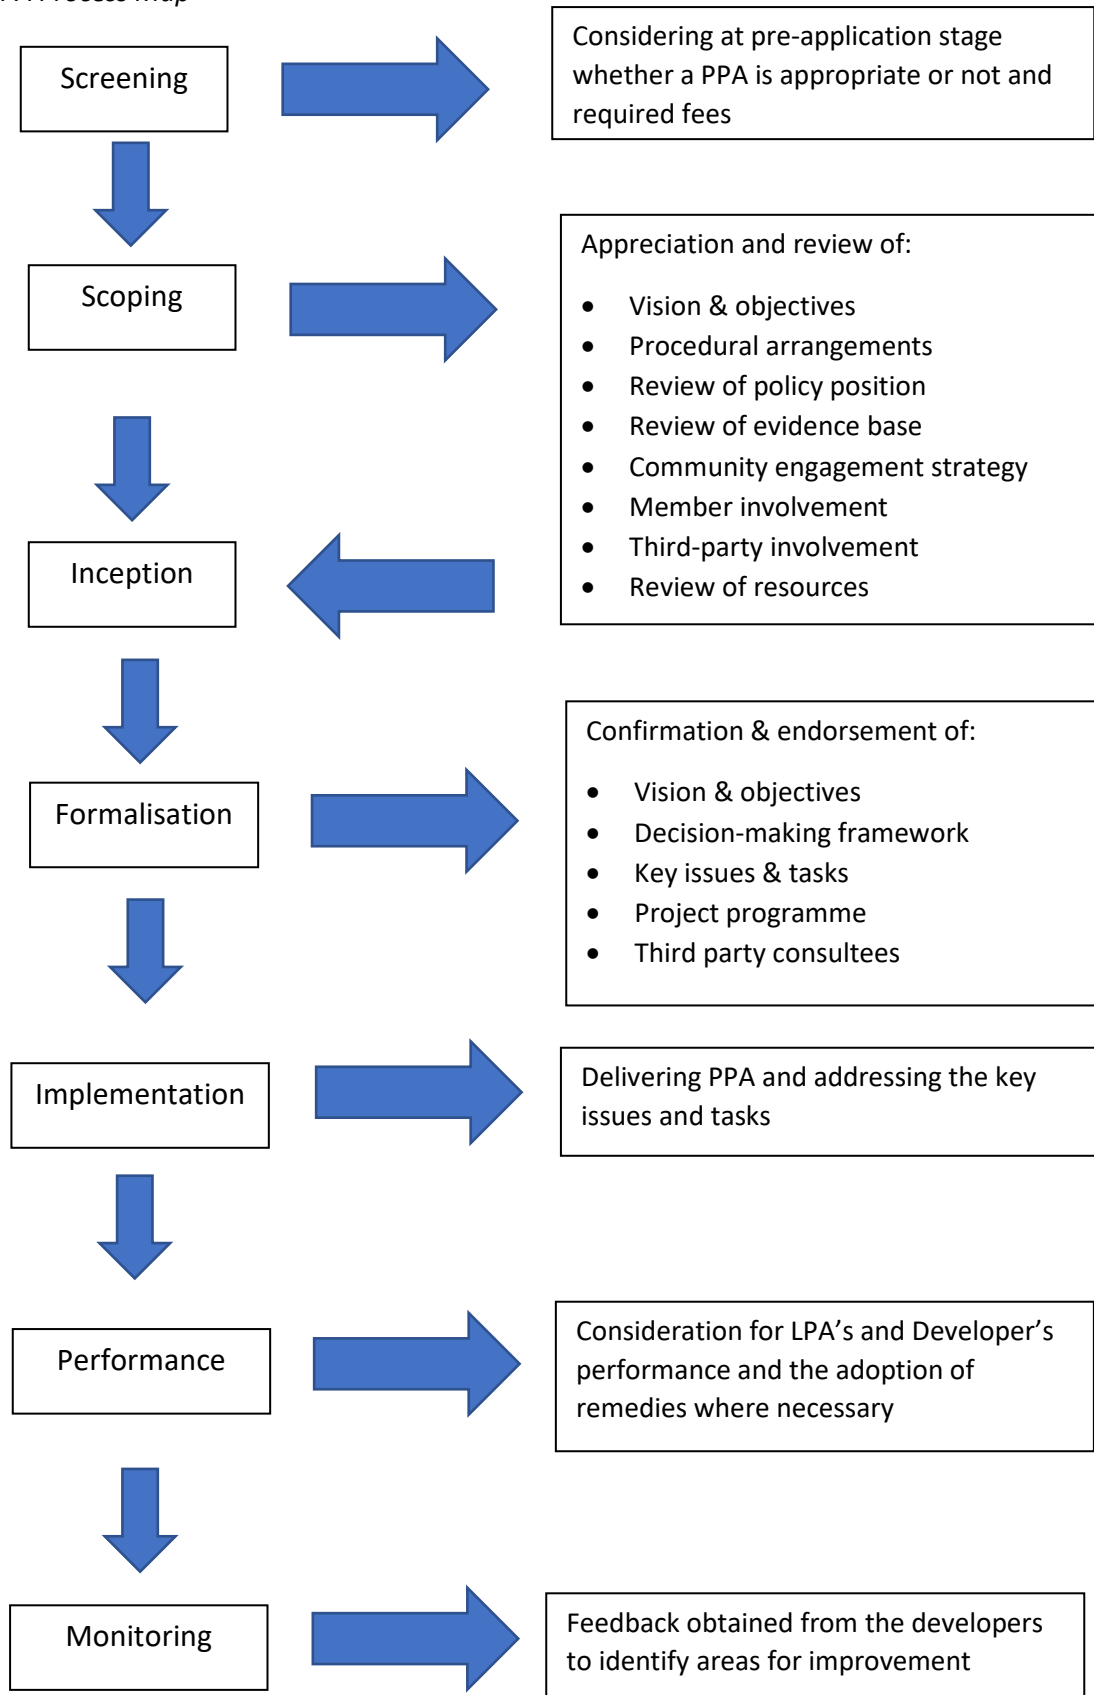 Process Map
Screening
Considering at pre-application stage
whether a PPA is appropriate or not and
required fees
Scoping
Appreciation and review of:
• Vision & objectives
• Procedural arrangements
• Review of policy position
• Review of evidence base
• Community engagement strategy
• Member involvement
• Third-party involvement
• Review of resources
Inception
Formalisation
Confirmation & endorsement of:
• Vision & objectives
• Decision-making framework
• Key issues & tasks
• Project programme
• Third party consultees
Implementation
Delivering PPA and addressing the key
issues and tasks
Performance
Consideration for LPA’s and Developer’s
performance and the adoption of
remedies where necessary
Monitoring
Feedback obtained from the developers
to identify areas for improvement